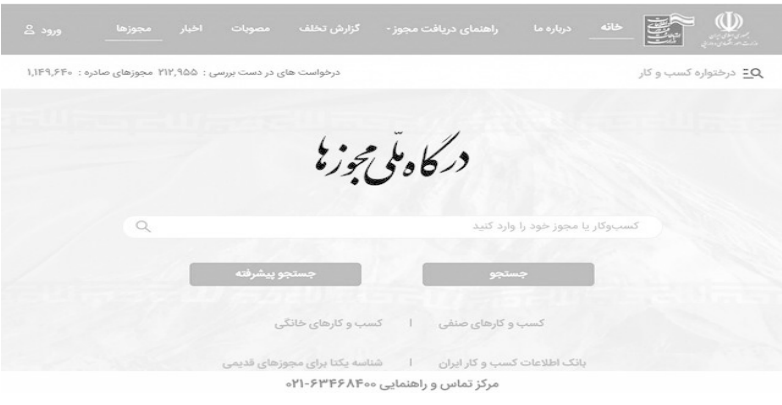 خانه درباره ما راهنمای دریافت مجوز گزارش تخلف مصوبات اخبار مجوزها ورود
درختواره کسب و کار درخواست های در دست بررسی : ۲۱۲,۹۵۵ مجوزهای صادره : ۱,۱۴۹,۶۴۰
درگاه ملّی مجوزها
کسب‌وکار یا مجوز خود را وارد کنید
جستجو جستجو پیشرفته
کسب و کارهای صنفی | کسب و کارهای خانگی
بانک اطلاعات کسب و کار ایران | شناسه یکتا برای مجوزهای قدیمی
مرکز تماس و راهنمایی ۶۳۴۶۸۴۰۰-۰۲۱